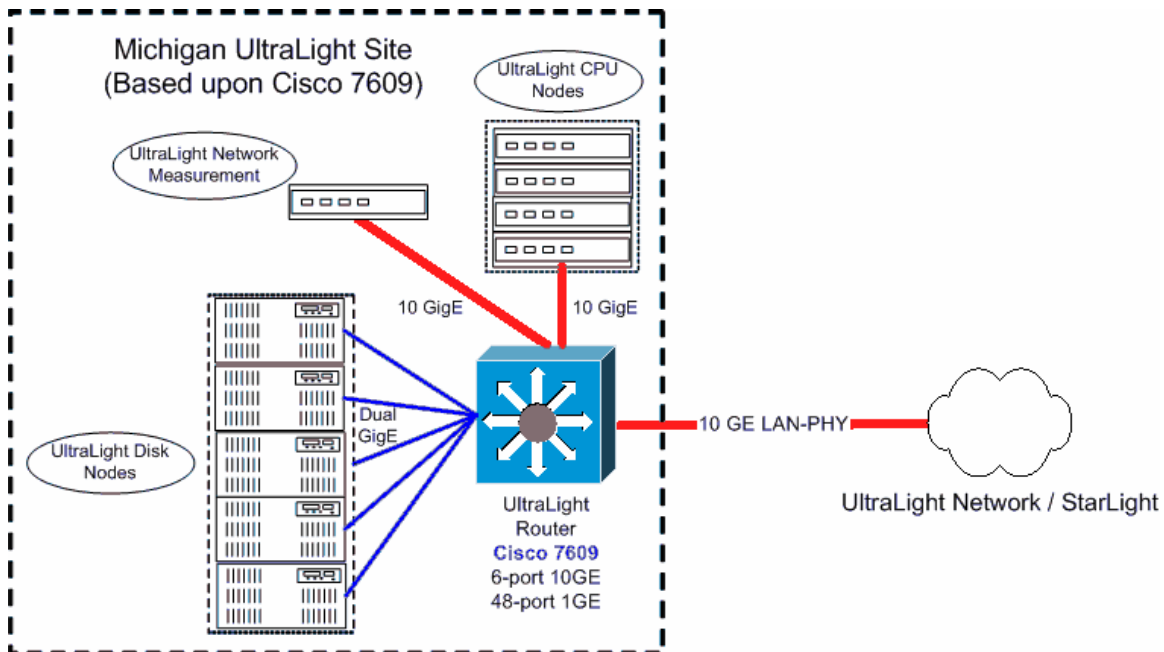 Michigan UltraLight Site
(Based upon Cisco 7609)
UltraLight CPU
Nodes
UltraLight Network
Measurement
10 GigE
10 GigE
Dual
GigE
UltraLight Disk
Nodes
10 GE LAN-PHY
UltraLight Network / StarLight
UltraLight
Router
Cisco 7609
6-port 10GE
48-port 1GE